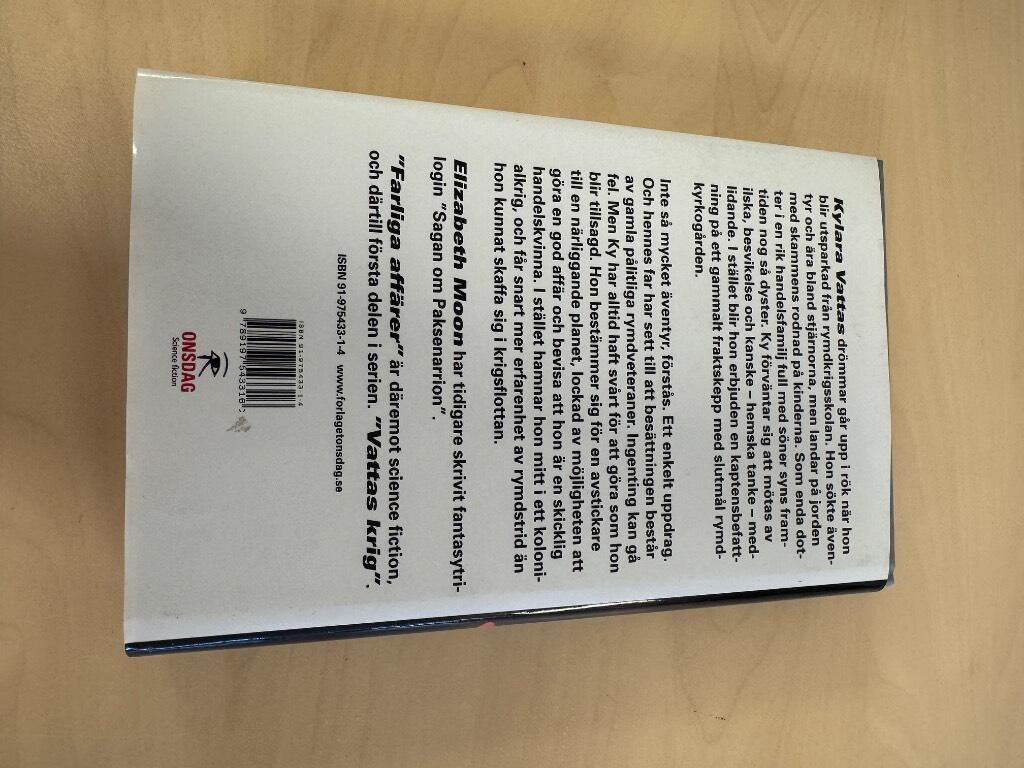 Kylara Vattas drömmar går upp i rök när hon
blir utsparkad från rymdkrigsskolan. Hon sökte även-
tyr och ära bland stjärnorna, men landar på jorden
med skammens rodnad på kinderna. Som enda dot-
ter i en rik handelsfamilj full med söner syns fram-
tiden nog så dyster. Ky förväntar sig att mötas av
ilska, besvikelse och kanske – hemska tanke – med-
lidande. I stället blir hon erbjuden en kaptensbefatt-
ning på ett gammalt fraktskepp med slutmål rymd-
kyrkogården.
Inte så mycket äventyr, förstås. Ett enkelt uppdrag.
Och hennes far har sett till att besättningen består
av gamla pålitliga rymdveteraner. Ingenting kan gå
fel. Men Ky har alltid haft svårt för att göra som hon
blir tillsagd. Hon bestämmer sig för en avstickare
till en närliggande planet, lockad av möjligheten att
göra en god affär och bevisa att hon är en skicklig
handelskvinna. I stället hamnar hon mitt i ett koloni-
alkrig, och får snart mer erfarenhet av rymdstrid än
hon kunnat skaffa sig i krigsflottan.
Elizabeth Moon har tidigare skrivit fantasytri-
login ”Sagan om Paksenarrion”.
”Farliga affärer” är däremot science fiction,
och därtill första delen i serien. ”Vattas krig”.
ISBN 91-975433-1-4 www.forlagetonsdag.se
ISBN 91-975433-1-4
9 789197 543316
ONSDAG
Science fiction